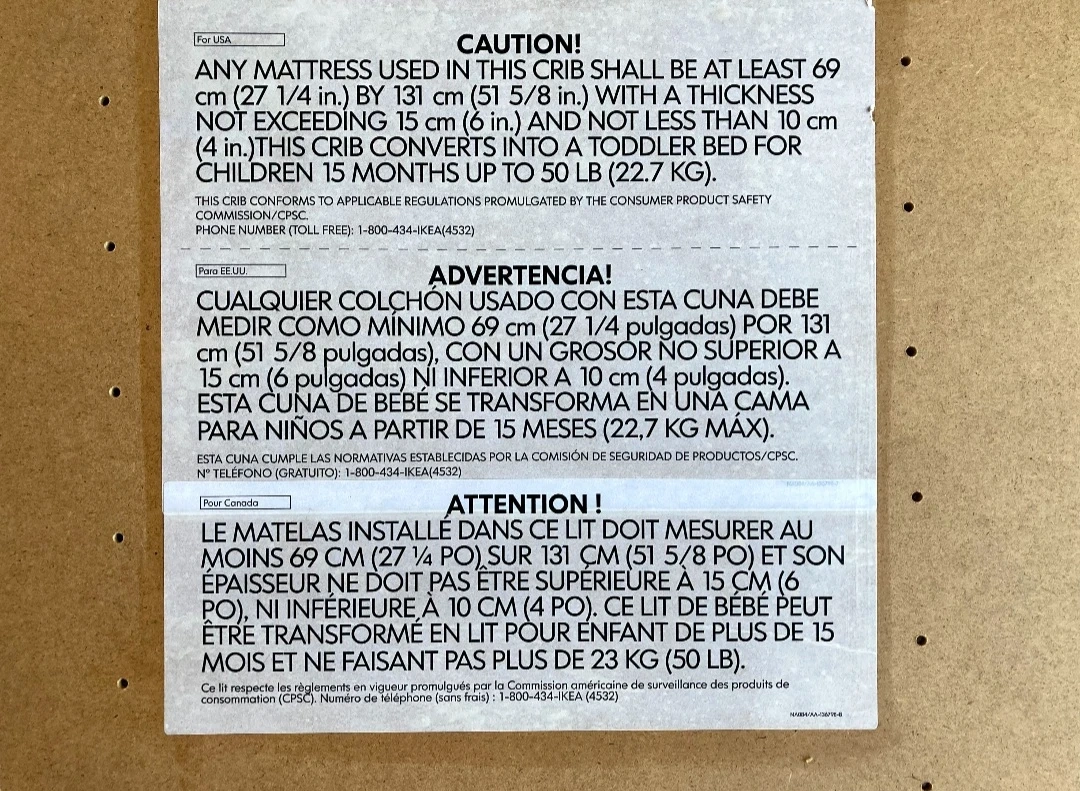 For USA
CAUTION!
ANY MATTRESS USED IN THIS CRIB SHALL BE AT LEAST 69
cm (27 1/4 in.) BY 131 cm (51 5/8 in.) WITH A THICKNESS
NOT EXCEEDING 15 cm (6 in.) AND NOT LESS THAN 10 cm
(4 in.)THIS CRIB CONVERTS INTO A TODDLER BED FOR
CHILDREN 15 MONTHS UP TO 50 LB (22.7 KG).
THIS CRIB CONFORMS TO APPLICABLE REGULATIONS PROMULGATED BY THE CONSUMER PRODUCT SAFETY
COMMISSION/CPSC.
PHONE NUMBER (TOLL FREE): 1-800-434-IKEA(4532)
Para EE.UU.
ADVERTENCIA!
CUALQUIER COLCHÓN USADO CON ESTA CUNA DEBE
MEDIR COMO MÍNIMO 69 cm (27 1/4 pulgadas) POR 131
cm (51 5/8 pulgadas), CON UN GROSOR NO SUPERIOR A
15 cm (6 pulgadas) NI INFERIOR A 10 cm (4 pulgadas).
ESTA CUNA DE BEBÉ SE TRANSFORMA EN UNA CAMA
PARA NIÑOS A PARTIR DE 15 MESES (22,7 KG MÁX).
ESTA CUNA CUMPLE LAS NORMATIVAS ESTABLECIDAS POR LA COMISIÓN DE SEGURIDAD DE PRODUCTOS/CPSC.
Nº TELÉFONO (GRATUITO): 1-800-434-IKEA(4532)
Pour Canada
ATTENTION !
LE MATELAS INSTALLÉ DANS CE LIT DOIT MESURER AU
MOINS 69 CM (27 ¼ PO) SUR 131 CM (51 5/8 PO) ET SON
ÉPAISSEUR NE DOIT PAS ÊTRE SUPÉRIEURE À 15 CM (6
PO), NI INFÉRIEURE À 10 CM (4 PO). CE LIT DE BÉBÉ PEUT
ÊTRE TRANSFORMÉ EN LIT POUR ENFANT DE PLUS DE 15
MOIS ET NE FAISANT PAS PLUS DE 23 KG (50 LB).
Ce lit respecte les règlements en vigueur promulgués par la Commission américaine de surveillance des produits de
consommation (CPSC). Numéro de téléphone (sans frais) : 1-800-434-IKEA (4532)